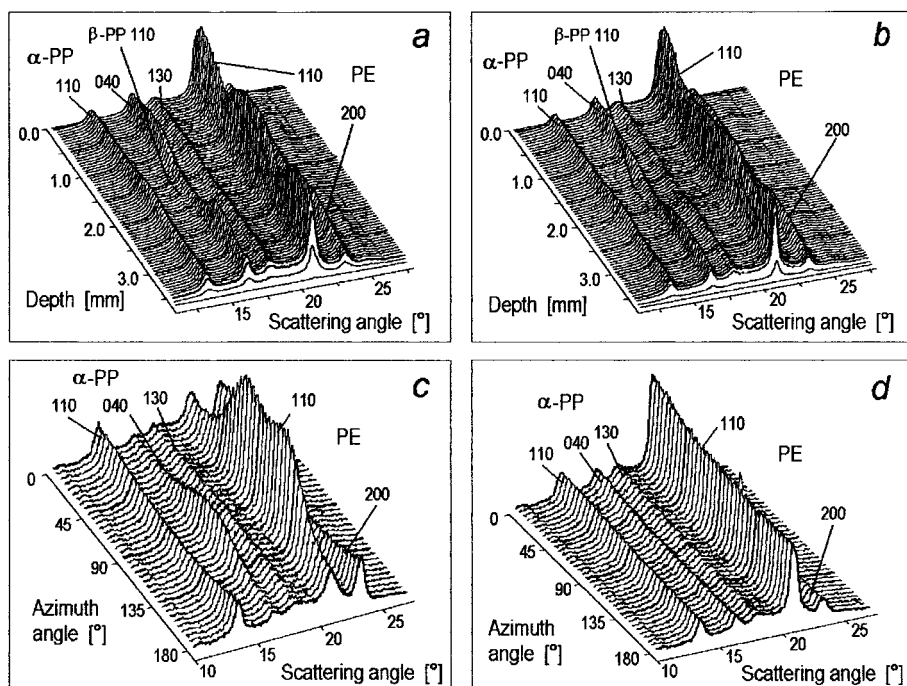 a
β-PP 110
α-PP
110
040
130
110
PE
200
0.0
1.0
2.0
3.0
Depth [mm]
15
20
25
Scattering angle [°]
b
β-PP 110
α-PP
110
040
130
110
PE
200
0.0
1.0
2.0
3.0
Depth [mm]
15
20
25
Scattering angle [°]
c
α-PP
110
040
130
110
PE
200
0
45
90
135
180
Azimuth
angle [°]
10
15
20
25
Scattering angle [°]
d
α-PP
110
040
130
110
PE
200
0
45
90
135
180
Azimuth
angle [°]
10
15
20
25
Scattering angle [°]